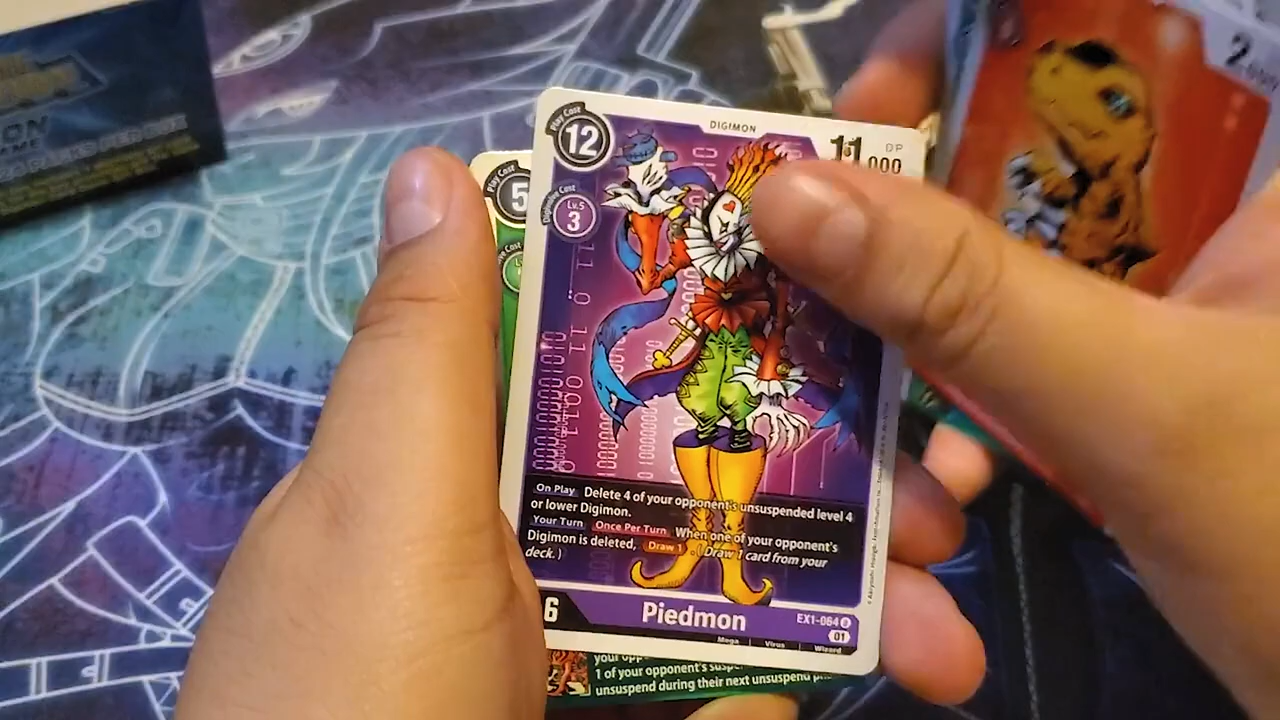 ON
GAME
Play Cost
12
DIGIMON
11000
DP
Digivolve Cost
Lv.5
3
Play Cost
5
On Play Delete 4 of your opponent's unsuspended level 4
or lower Digimon.
Your Turn Once Per Turn When one of your opponent's
Digimon is deleted, Draw 1. (Draw 1 card from your
deck.)
6
Piedmon
EX1-064 U
01
Mega
Virus
Wizard
1 of your opponent's
unsuspend during their next unsuspend